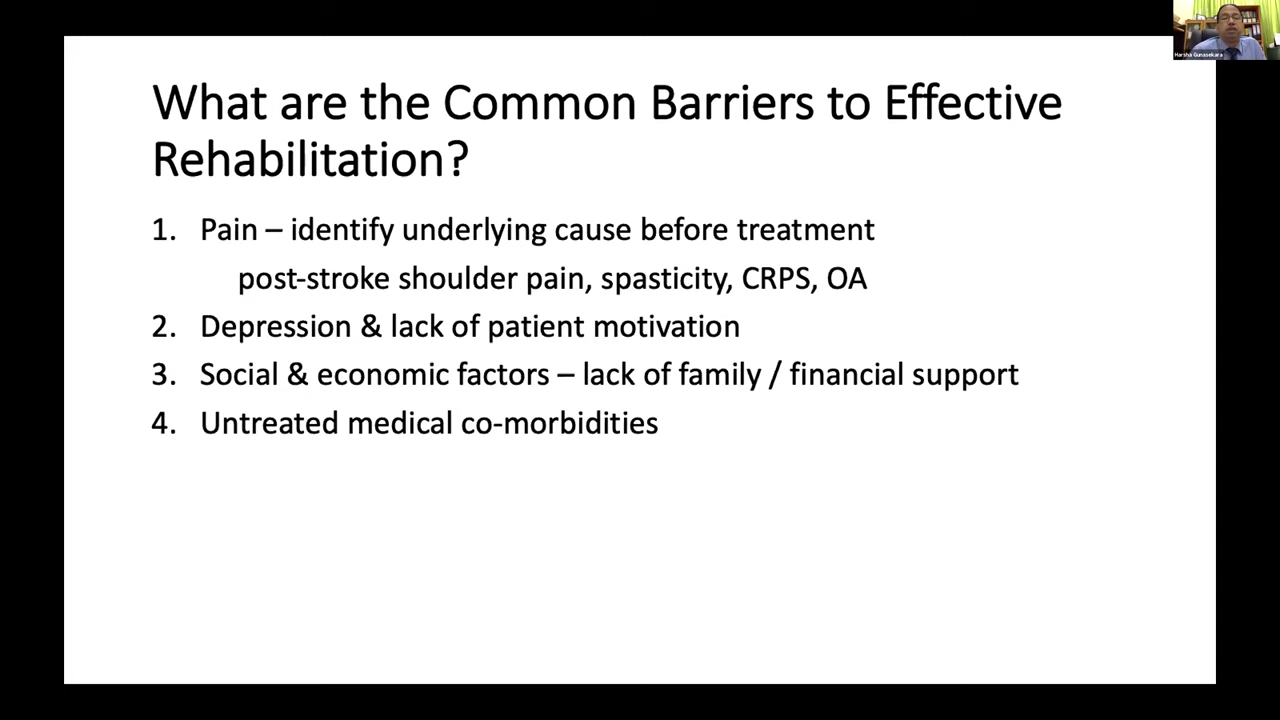 Harsha Gunasekara
What are the Common Barriers to Effective
Rehabilitation?
1. Pain – identify underlying cause before treatment
post-stroke shoulder pain, spasticity, CRPS, OA
2. Depression & lack of patient motivation
3. Social & economic factors – lack of family / financial support
4. Untreated medical co-morbidities